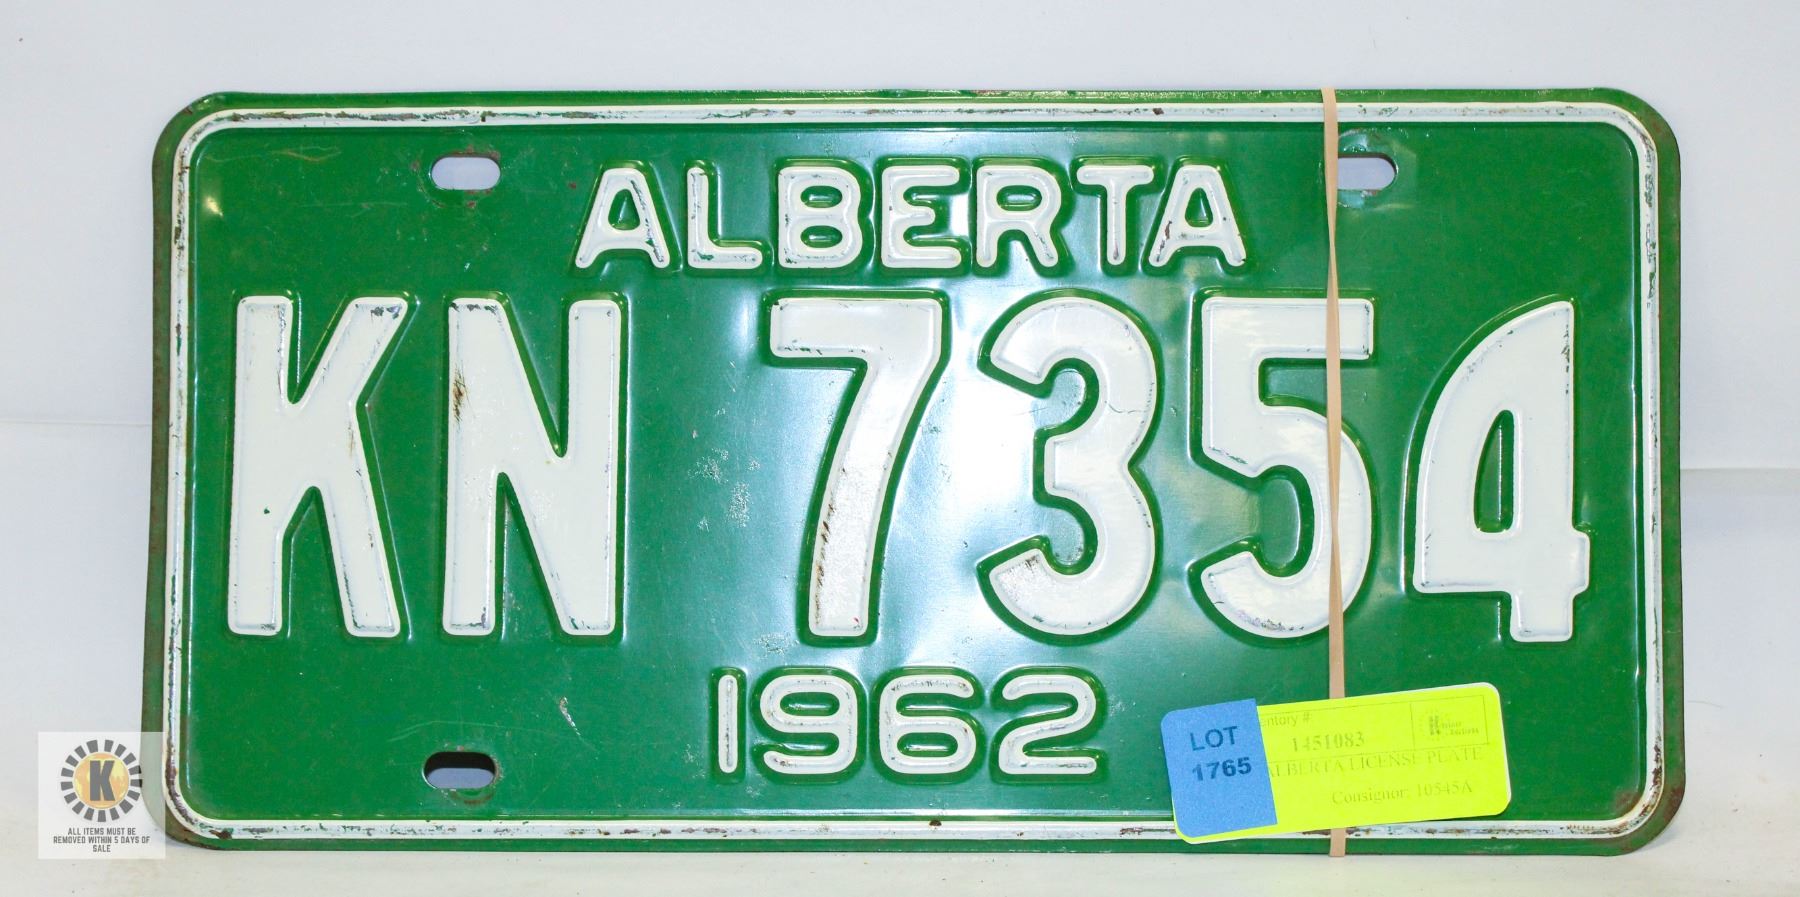 ALBERTA
KN 7354
1962
LOT
1765
entory #:
1451083
ALBERTA LICENSE PLATE
Consignor: 10545A
K
K
ALL ITEMS MUST BE
REMOVED WITHIN 5 DAYS OF
SALE